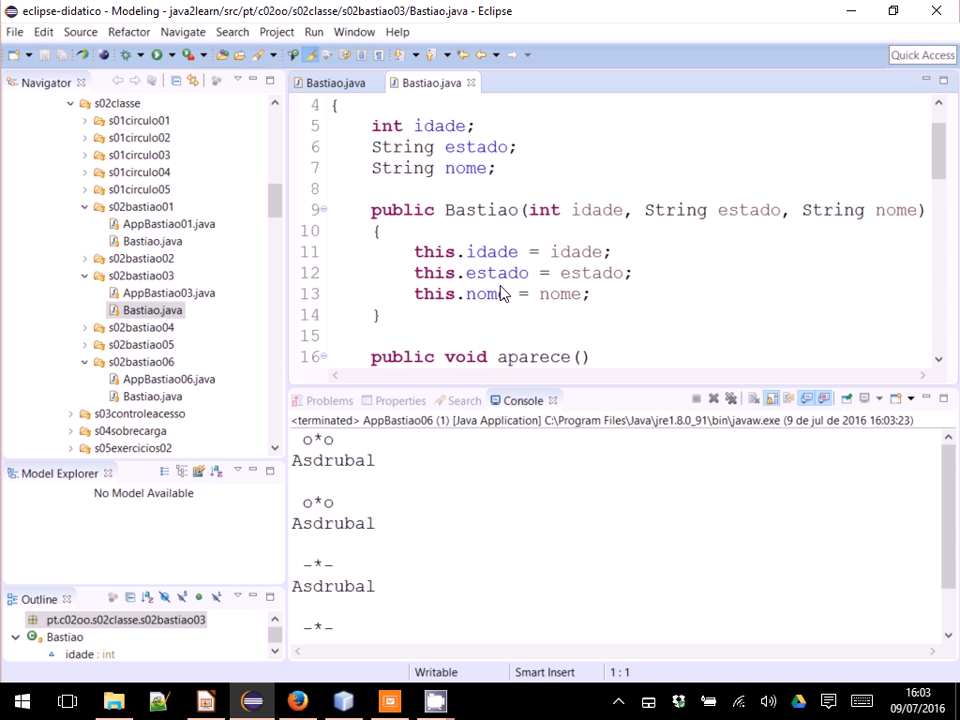 eclipse-didatico - Modeling - java2learn/src/pt/c02oo/s02classe/s02bastiao03/Bastiao.java - Eclipse
File Edit Source Refactor Navigate Search Project Run Window Help
Quick Access
Navigator
s02classe
s01circulo01
s01circulo02
s01circulo03
s01circulo04
s01circulo05
s02bastiao01
AppBastiao01.java
Bastiao.java
s02bastiao02
s02bastiao03
AppBastiao03.java
Bastiao.java
s02bastiao04
s02bastiao05
s02bastiao06
AppBastiao06.java
Bastiao.java
s03controleacesso
s04sobrecarga
s05exercicios02
Model Explorer
No Model Available
Outline
pt.c02oo.s02classe.s02bastiao03
Bastiao
idade : int
Bastiao.java Bastiao.java
4 {
5 int idade;
6 String estado;
7 String nome;
8
9 public Bastiao(int idade, String estado, String nome)
10 {
11 this.idade = idade;
12 this.estado = estado;
13 this.nome = nome;
14 }
15
16 public void aparece()
Problems Properties Search Console
<terminated> AppBastiao06 (1) [Java Application] C:\Program Files\Java\jre1.8.0_91\bin\javaw.exe (9 de jul de 2016 16:03:23)
o*o
Asdrubal
o*o
Asdrubal
-*-
Asdrubal
-*-
Writable Smart Insert 1 : 1
16:03
09/07/2016